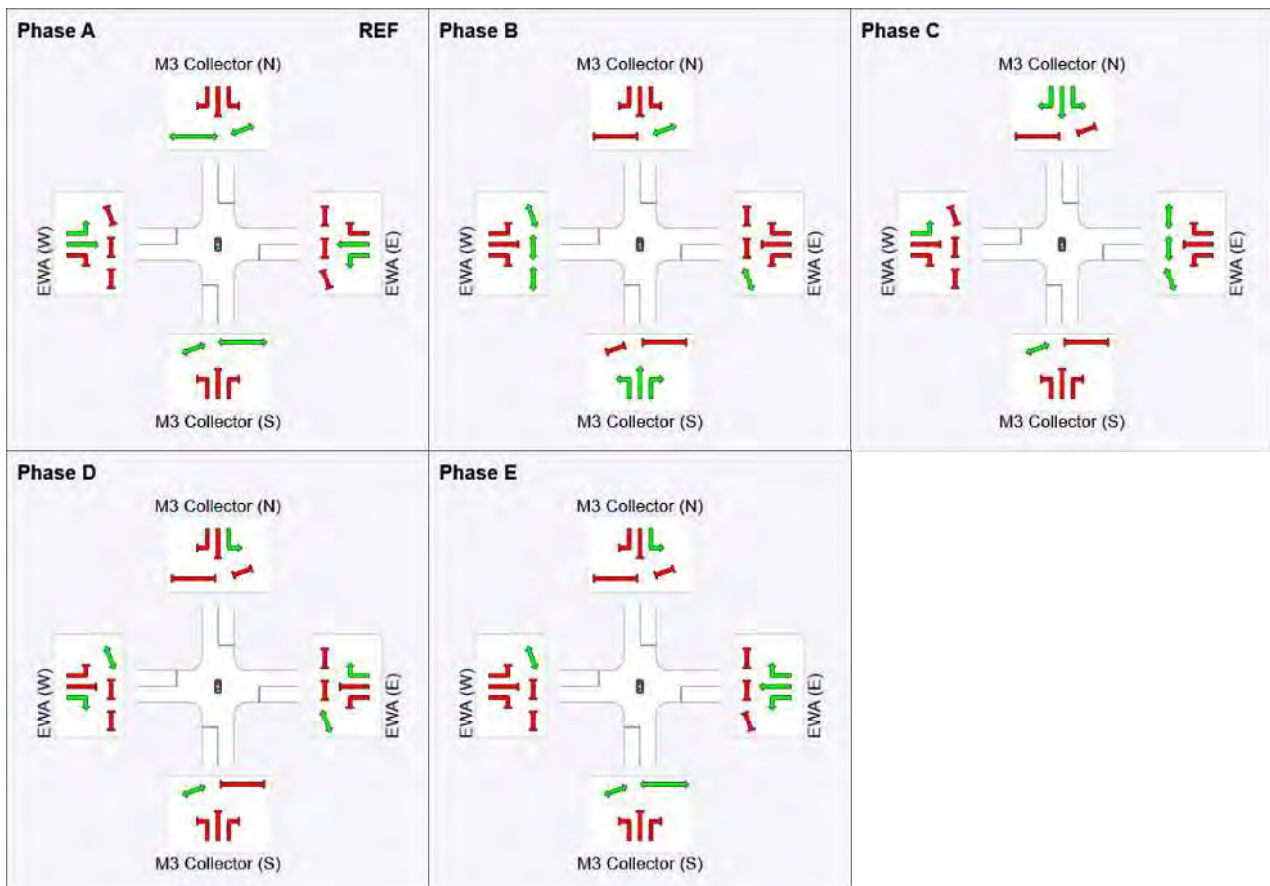 Phase A
REF
M3 Collector (N)
EWA (W)
EWA (E)
M3 Collector (S)
Phase B
M3 Collector (N)
EWA (W)
EWA (E)
M3 Collector (S)
Phase C
M3 Collector (N)
EWA (W)
EWA (E)
M3 Collector (S)
Phase D
M3 Collector (N)
EWA (W)
EWA (E)
M3 Collector (S)
Phase E
M3 Collector (N)
EWA (W)
EWA (E)
M3 Collector (S)